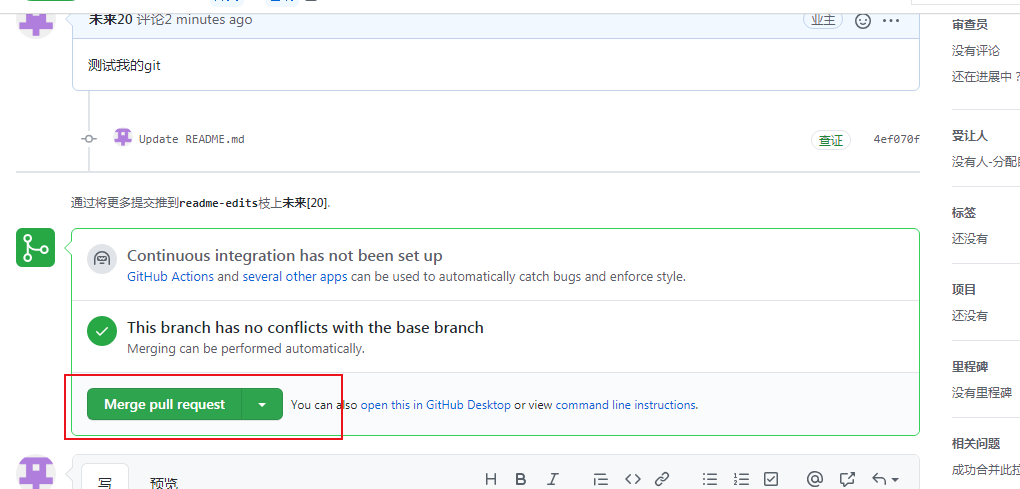 未来20 评论2 minutes ago
业主
测试我的git
Update README.md
查证
4ef070f
通过将更多提交推到readme-edits枝上未来[20].
Continuous integration has not been set up
GitHub Actions and several other apps can be used to automatically catch bugs and enforce style.
This branch has no conflicts with the base branch
Merging can be performed automatically.
Merge pull request
You can also open this in GitHub Desktop or view command line instructions.
写
预览
审查员
没有评论
还在进展中？
受让人
没有人-分配
标签
还没有
项目
还没有
里程碑
没有里程碑
相关问题
成功合并此拉